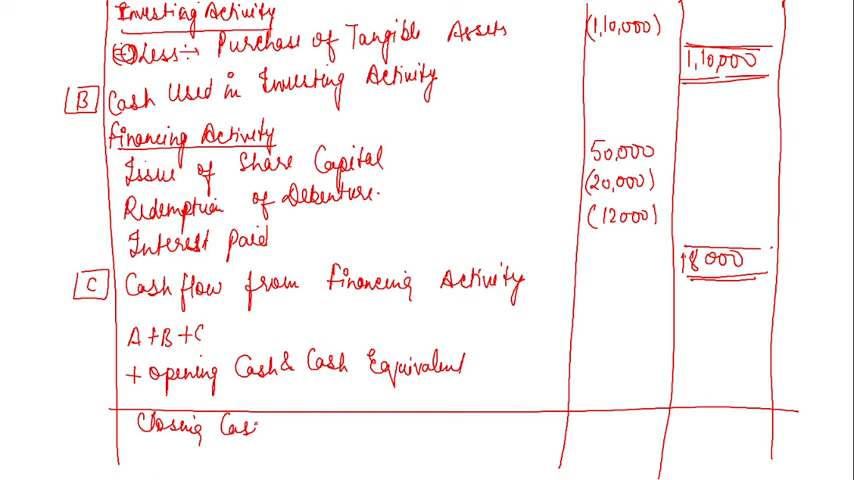 Investing Activity
Less:- Purchase of Tangible Assets (1,10,000)
1,10,000
B Cash Used in Investing Activity
Financing Activity
Issue of Share Capital 50,000
Redemption of Debenture. (20,000)
Interest paid (12000)
18000
C Cash flow from financing Activity
A+B+C
+ opening Cash & Cash Equivalent
Closing Cas